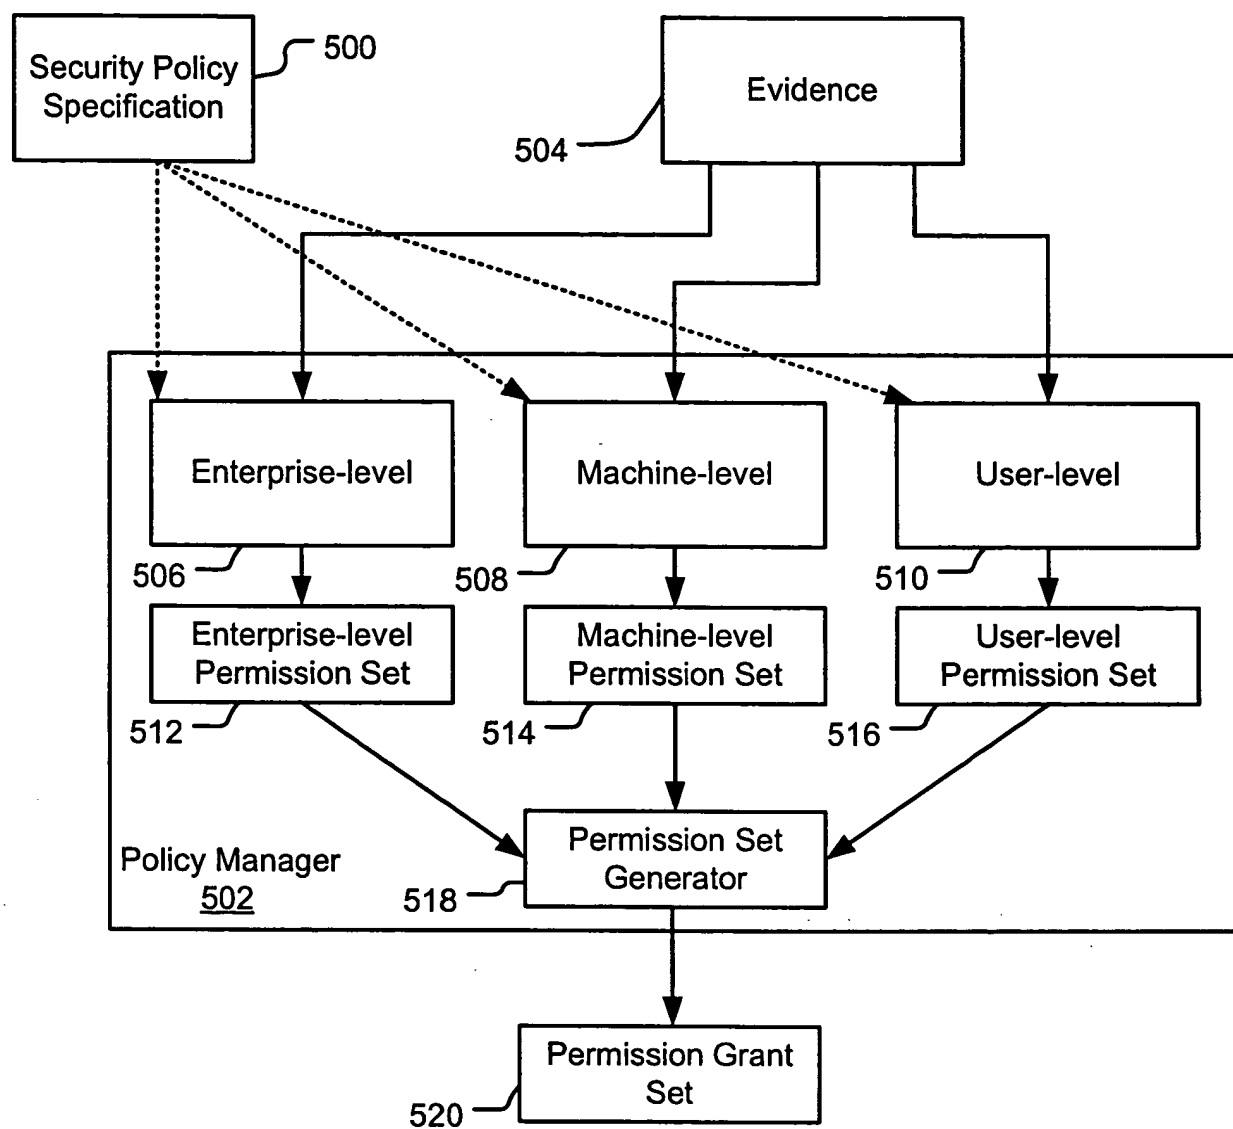 Security Policy
Specification
500
Evidence
504
Enterprise-level
Machine-level
User-level
506
508
510
Enterprise-level
Permission Set
Machine-level
Permission Set
User-level
Permission Set
512
514
516
Permission Set
Generator
Policy Manager
502
518
Permission Grant
Set
520